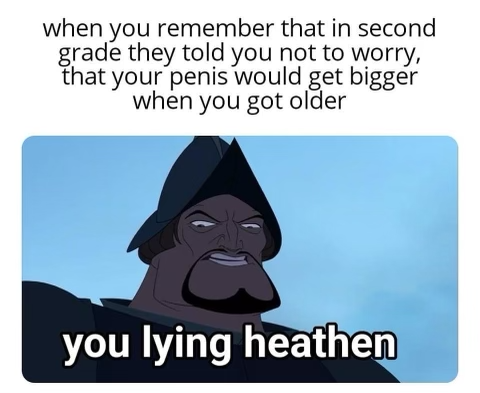 when you remember that in second
grade they told you not to worry,
that your penis would get bigger
when you got older
you lying heathen